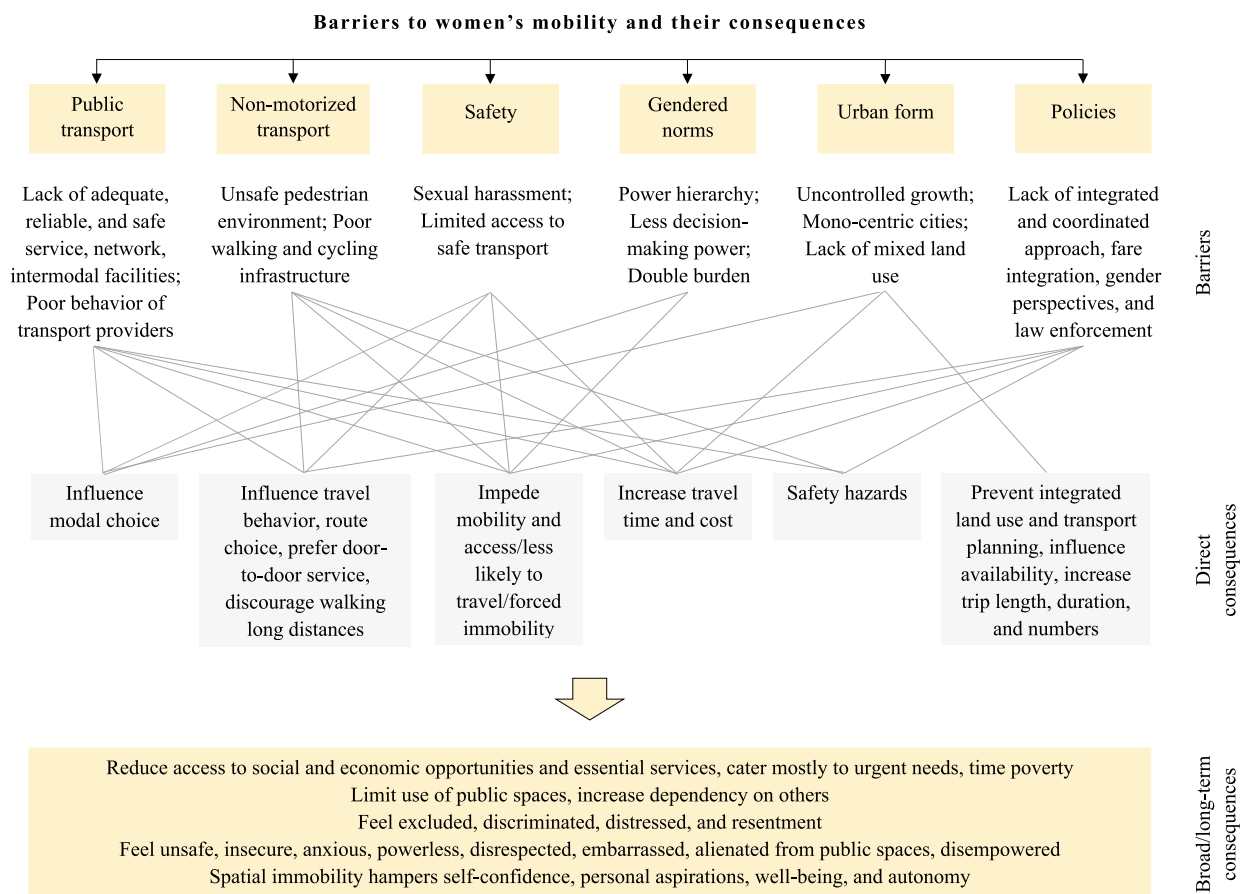 Barriers to women's mobility and their consequences
Public
transport
Non-motorized
transport
Safety
Gendered
norms
Urban form
Policies
Lack of adequate,
reliable, and safe
service, network,
intermodal facilities;
Poor behavior of
transport providers
Unsafe pedestrian
environment; Poor
walking and cycling
infrastructure
Sexual harassment;
Limited access to
safe transport
Power hierarchy;
Less decision-
making power;
Double burden
Uncontrolled growth;
Mono-centric cities;
Lack of mixed land
use
Lack of integrated
and coordinated
approach, fare
integration, gender
perspectives, and
law enforcement
Barriers
Influence
modal choice
Influence travel
behavior, route
choice, prefer door-
to-door service,
discourage walking
long distances
Impede
mobility and
access/less
likely to
travel/forced
immobility
Increase travel
time and cost
Safety hazards
Prevent integrated
land use and transport
planning, influence
availability, increase
trip length, duration,
and numbers
Direct
consequences
Reduce access to social and economic opportunities and essential services, cater mostly to urgent needs, time poverty
Limit use of public spaces, increase dependency on others
Feel excluded, discriminated, distressed, and resentment
Feel unsafe, insecure, anxious, powerless, disrespected, embarrassed, alienated from public spaces, disempowered
Spatial immobility hampers self-confidence, personal aspirations, well-being, and autonomy
Broad/long-term
consequences